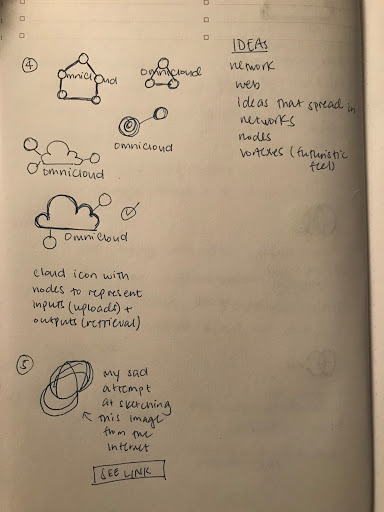 4
omnicloud
omnicloud
omnicloud
omnicloud
omnicloud
cloud icon with
nodes to represent
inputs (uploads) +
outputs (retrieval)
IDEAS
network
web
ideas that spread in
networks
nodes
vortexes (futuristic
feel)
5
my sad
attempt
at sketching
this image
from the
internet
SEE LINK